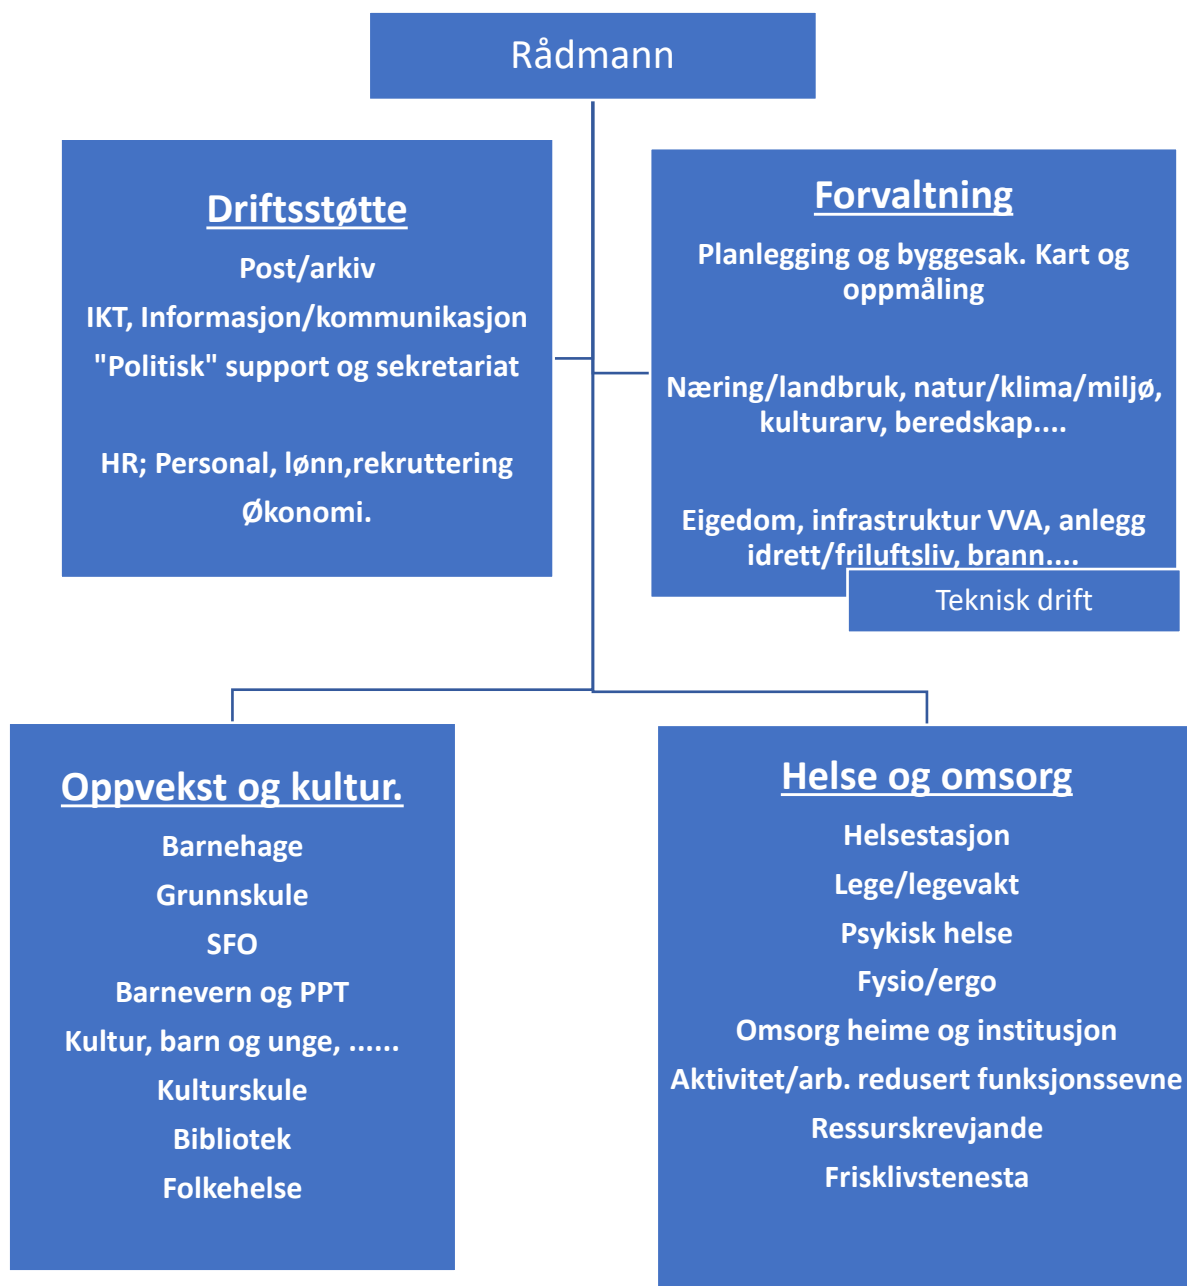 Rådmann
Driftsstøtte
Post/arkiv
IKT, Informasjon/kommunikasjon
"Politisk" support og sekretariat
HR; Personal, lønn,rekruttering
Økonomi.
Forvaltning
Planlegging og byggesak. Kart og
oppmåling
Næring/landbruk, natur/klima/miljø,
kulturarv, beredskap....
Eigedom, infrastruktur VVA, anlegg
idrett/friluftsliv, brann....
Teknisk drift
Oppvekst og kultur.
Barnehage
Grunnskule
SFO
Barnevern og PPT
Kultur, barn og unge, ......
Kulturskule
Bibliotek
Folkehelse
Helse og omsorg
Helsestasjon
Lege/legevakt
Psykisk helse
Fysio/ergo
Omsorg heime og institusjon
Aktivitet/arb. redusert funksjonssevne
Ressurskrevjande
Frisklivstenesta